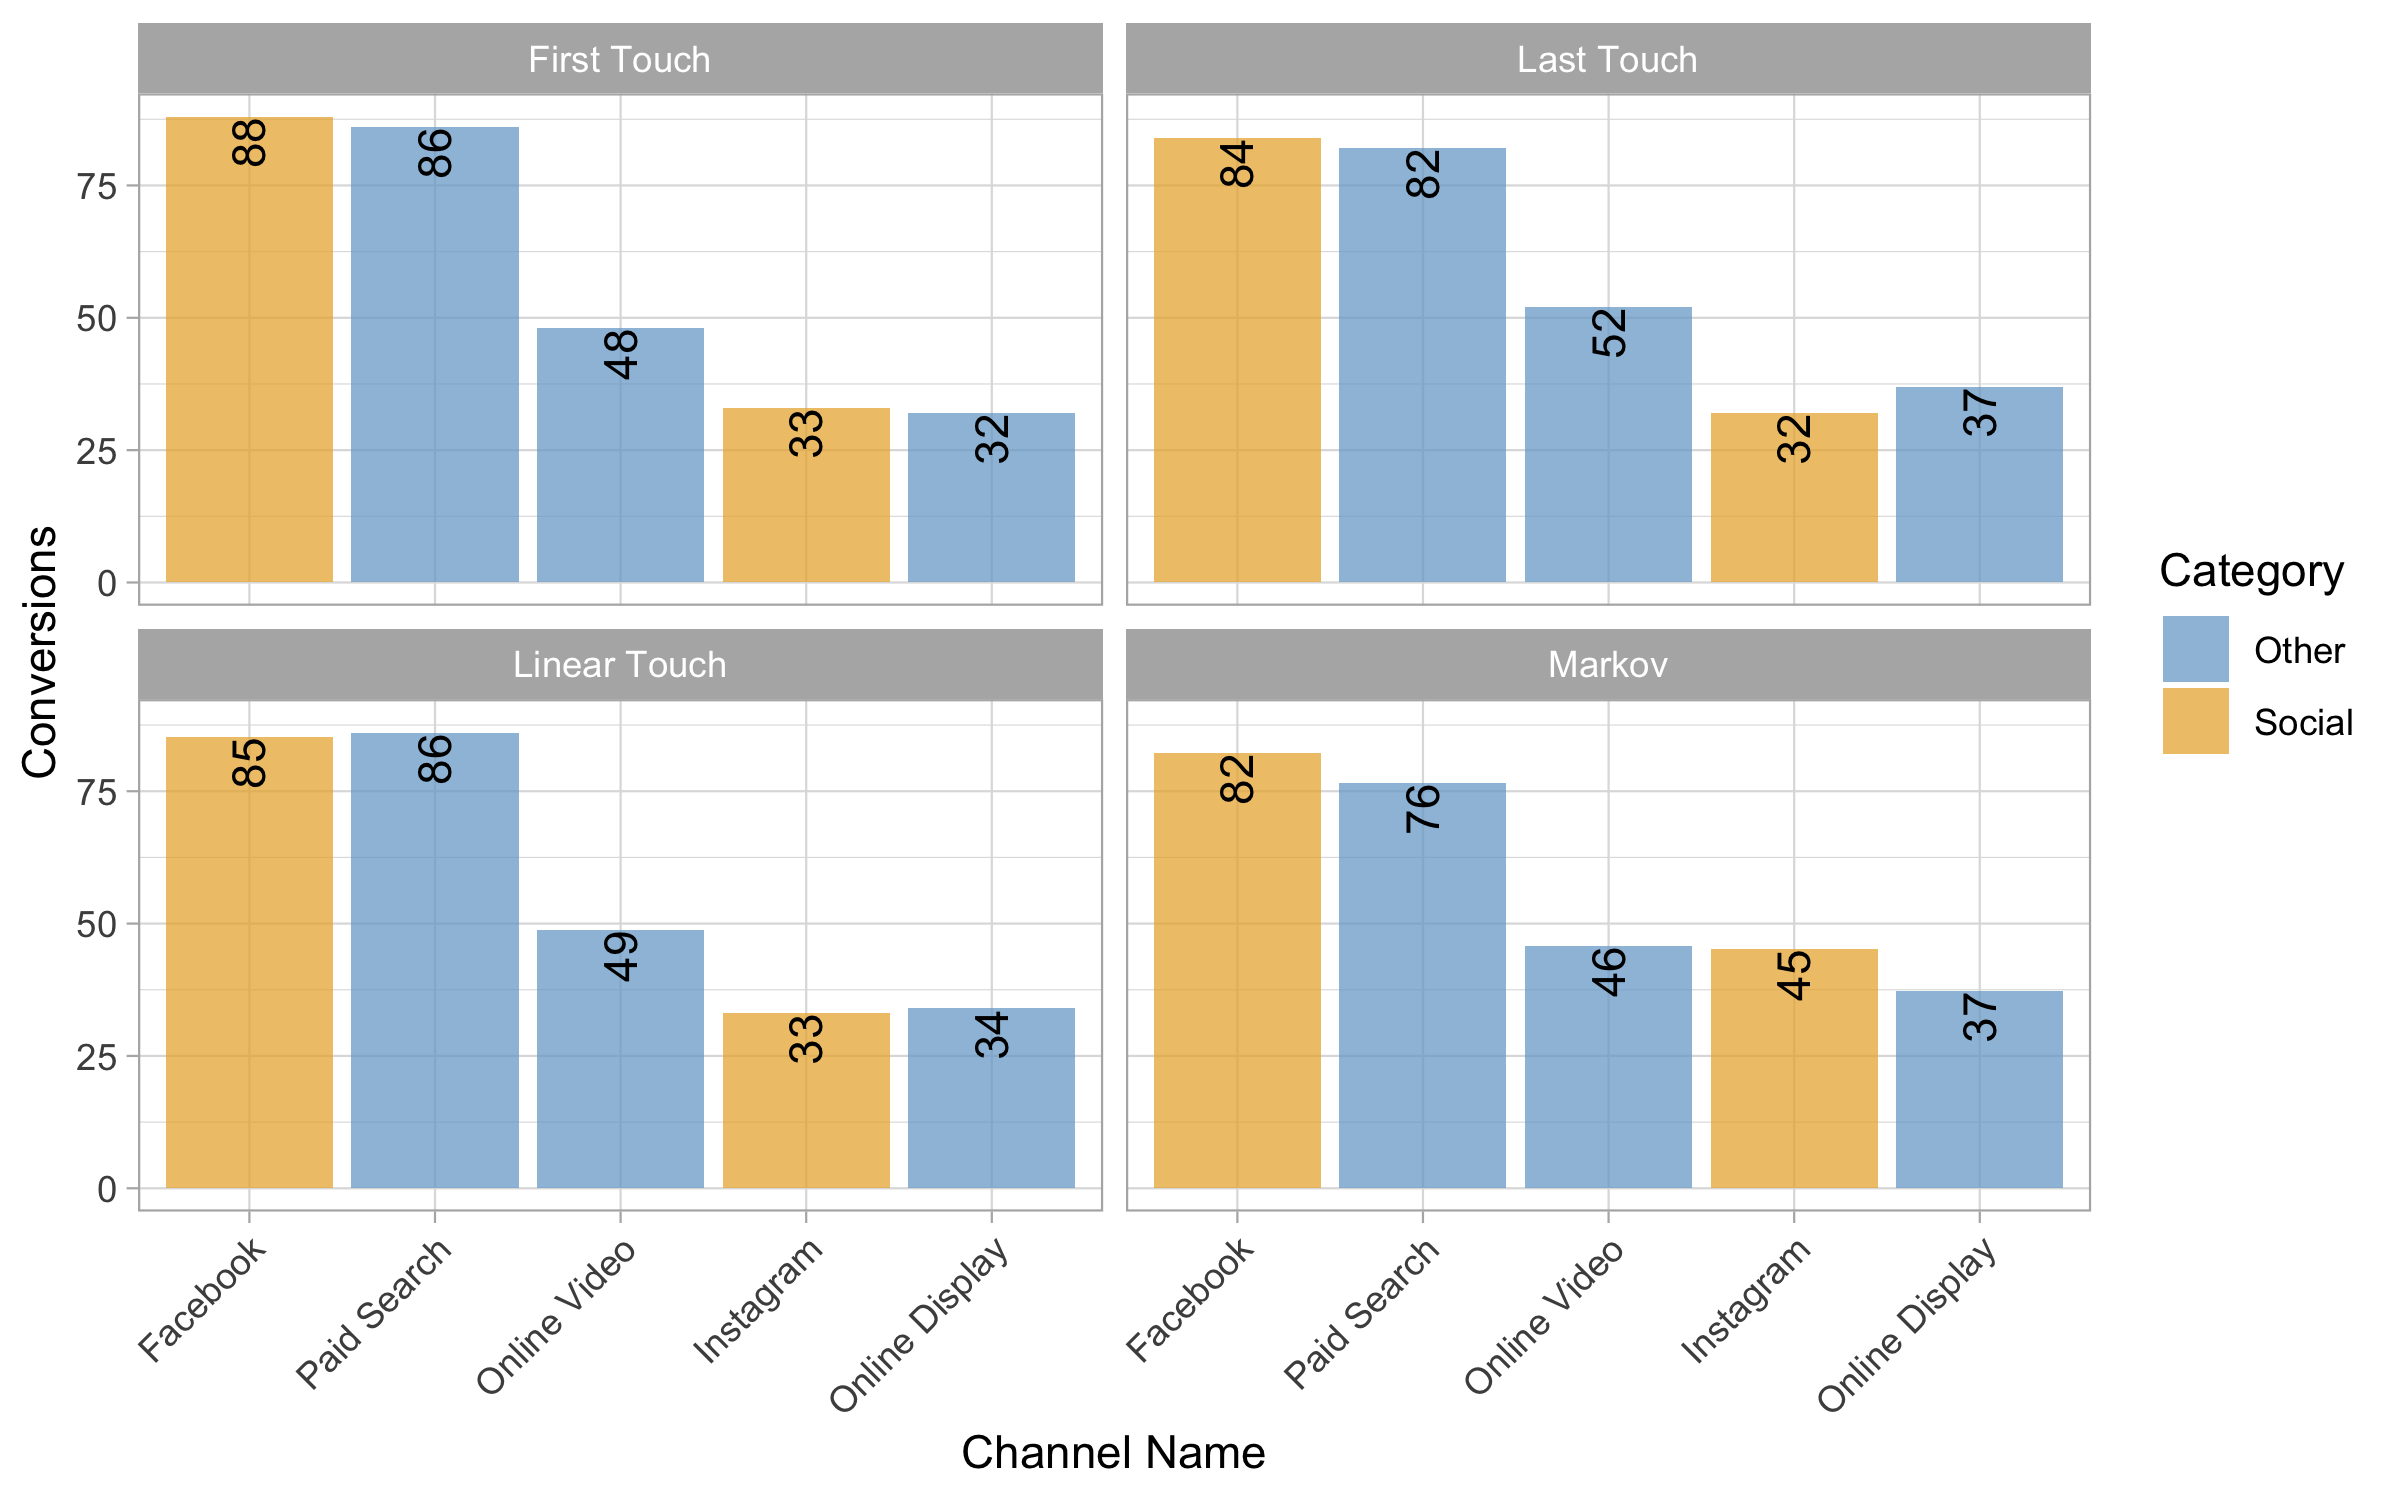 First Touch
Last Touch
75
50
25
0
88
86
48
33
32
84
82
52
32
37
Linear Touch
Markov
75
50
25
0
85
86
49
33
34
82
76
46
45
37
Facebook
Paid Search
Online Video
Instagram
Online Display
Facebook
Paid Search
Online Video
Instagram
Online Display
Channel Name
Conversions
Category
Other
Social